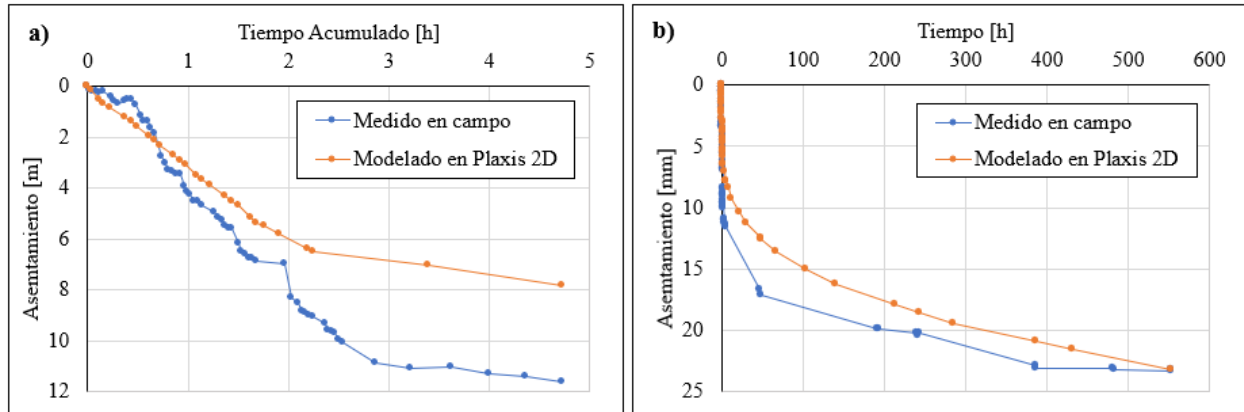 a)
Tiempo Acumulado [h]
0 1 2 3 4 5
0
2
4
6
8
10
12
Asentamiento [m]
Medido en campo
Modelado en Plaxis 2D
b)
Tiempo [h]
0 100 200 300 400 500 600
0
5
10
15
20
25
Asemtamiento [mm]
Medido en campo
Modelado en Plaxis 2D